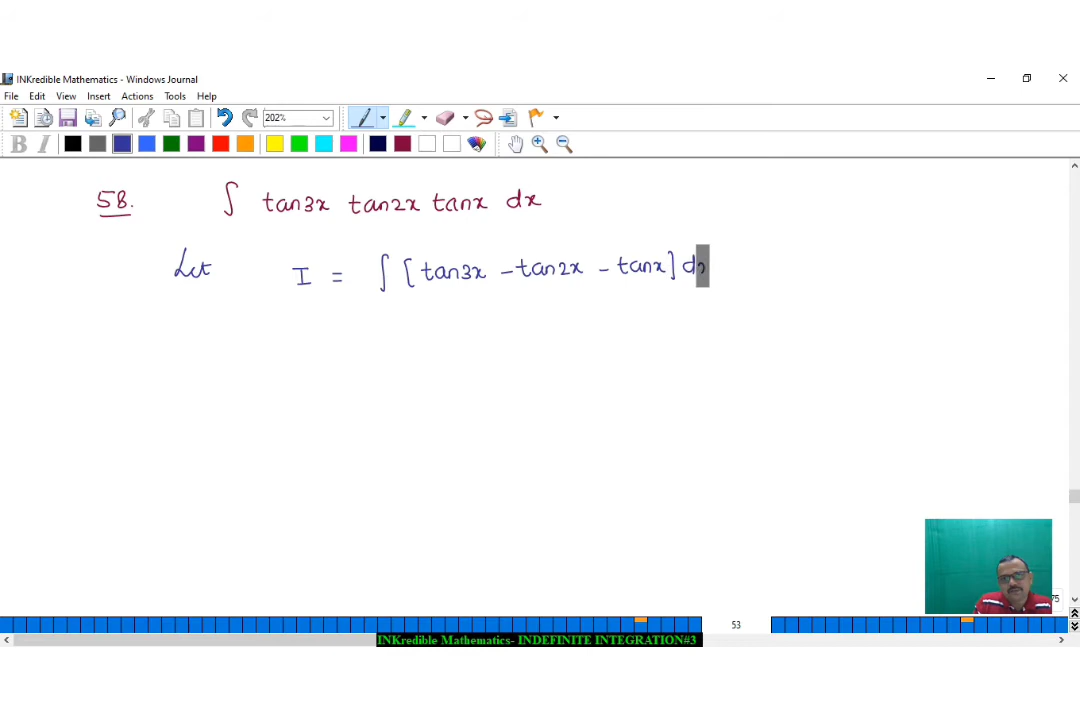 INKredible Mathematics - Windows Journal
File Edit View Insert Actions Tools Help
202%
B I
58. ∫ tan3x tan2x tanx dx
Let I = ∫ [tan3x - tan2x - tanx] dx
75
53
INKredible Mathematics- INDEFINITE INTEGRATION#3